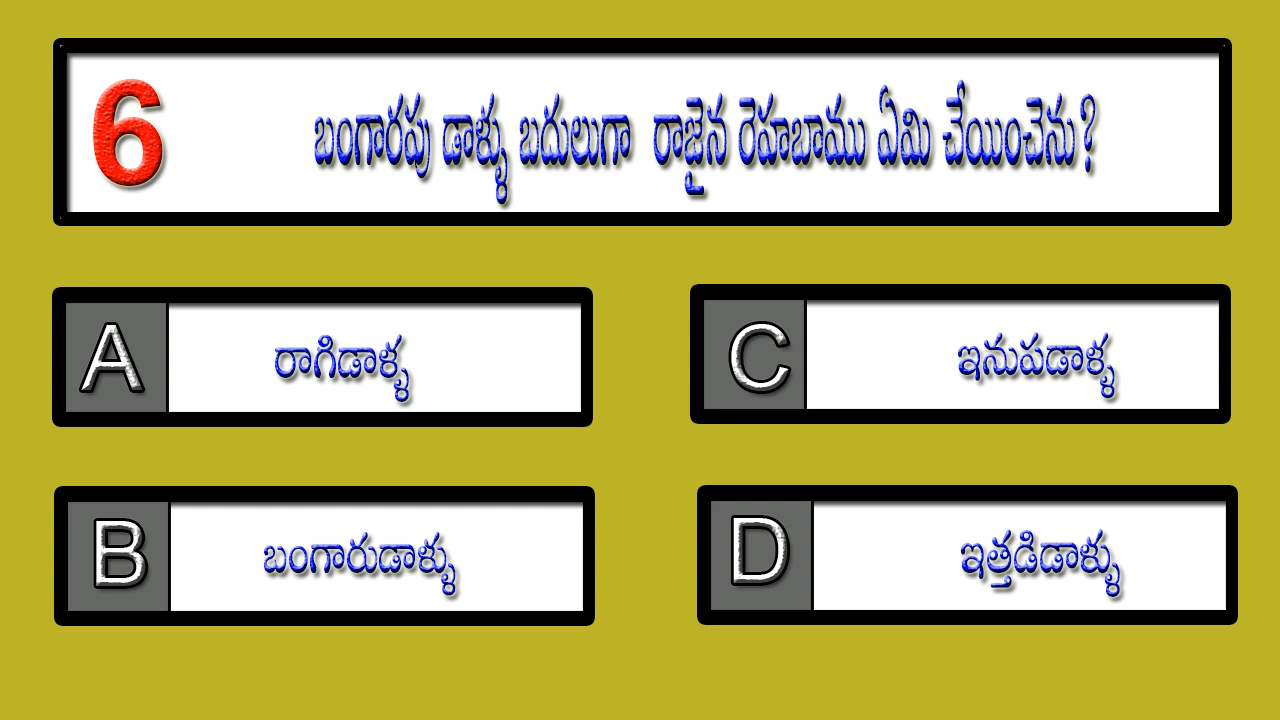 6 బంగారపు డాళ్ళు బదులుగా రాజైన రెహబాము ఏమి చేయించెను?
A రాగిడాళ్ళ
C ఇనుపడాళ్ళ
B బంగారుడాళ్ళు
D ఇత్తడిడాళ్ళు